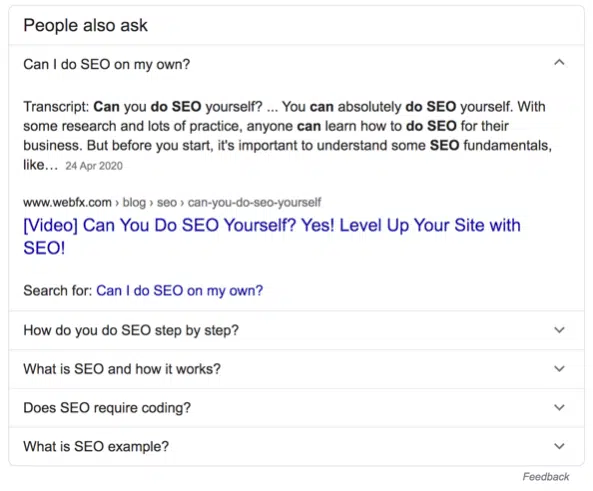 People also ask
Can I do SEO on my own?
Transcript: Can you do SEO yourself? ... You can absolutely do SEO yourself. With
some research and lots of practice, anyone can learn how to do SEO for their
business. But before you start, it's important to understand some SEO fundamentals,
like… 24 Apr 2020
www.webfx.com › blog › seo › can-you-do-seo-yourself
[Video] Can You Do SEO Yourself? Yes! Level Up Your Site with
SEO!
Search for: Can I do SEO on my own?
How do you do SEO step by step?
What is SEO and how it works?
Does SEO require coding?
What is SEO example?
Feedback